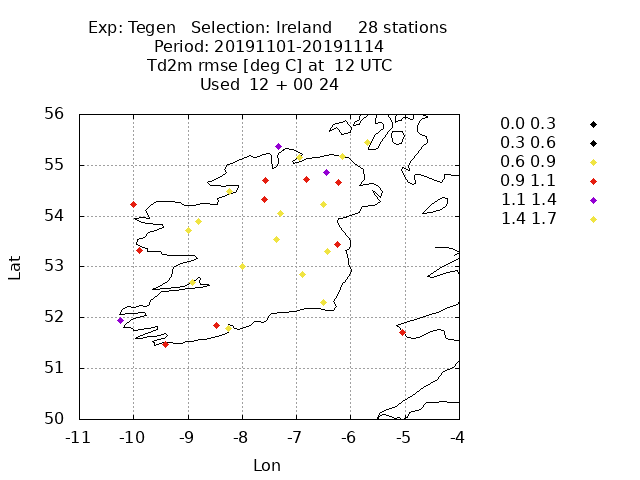 Exp: Tegen   Selection: Ireland     28 stations
Period: 20191101-20191114
Td2m rmse [deg C] at  12 UTC
Used  12 + 00 24
0.0 0.3
0.3 0.6
0.6 0.9
0.9 1.1
1.1 1.4
1.4 1.7
56
55
54
53
52
51
50
Lat
-11 -10 -9 -8 -7 -6 -5 -4
Lon